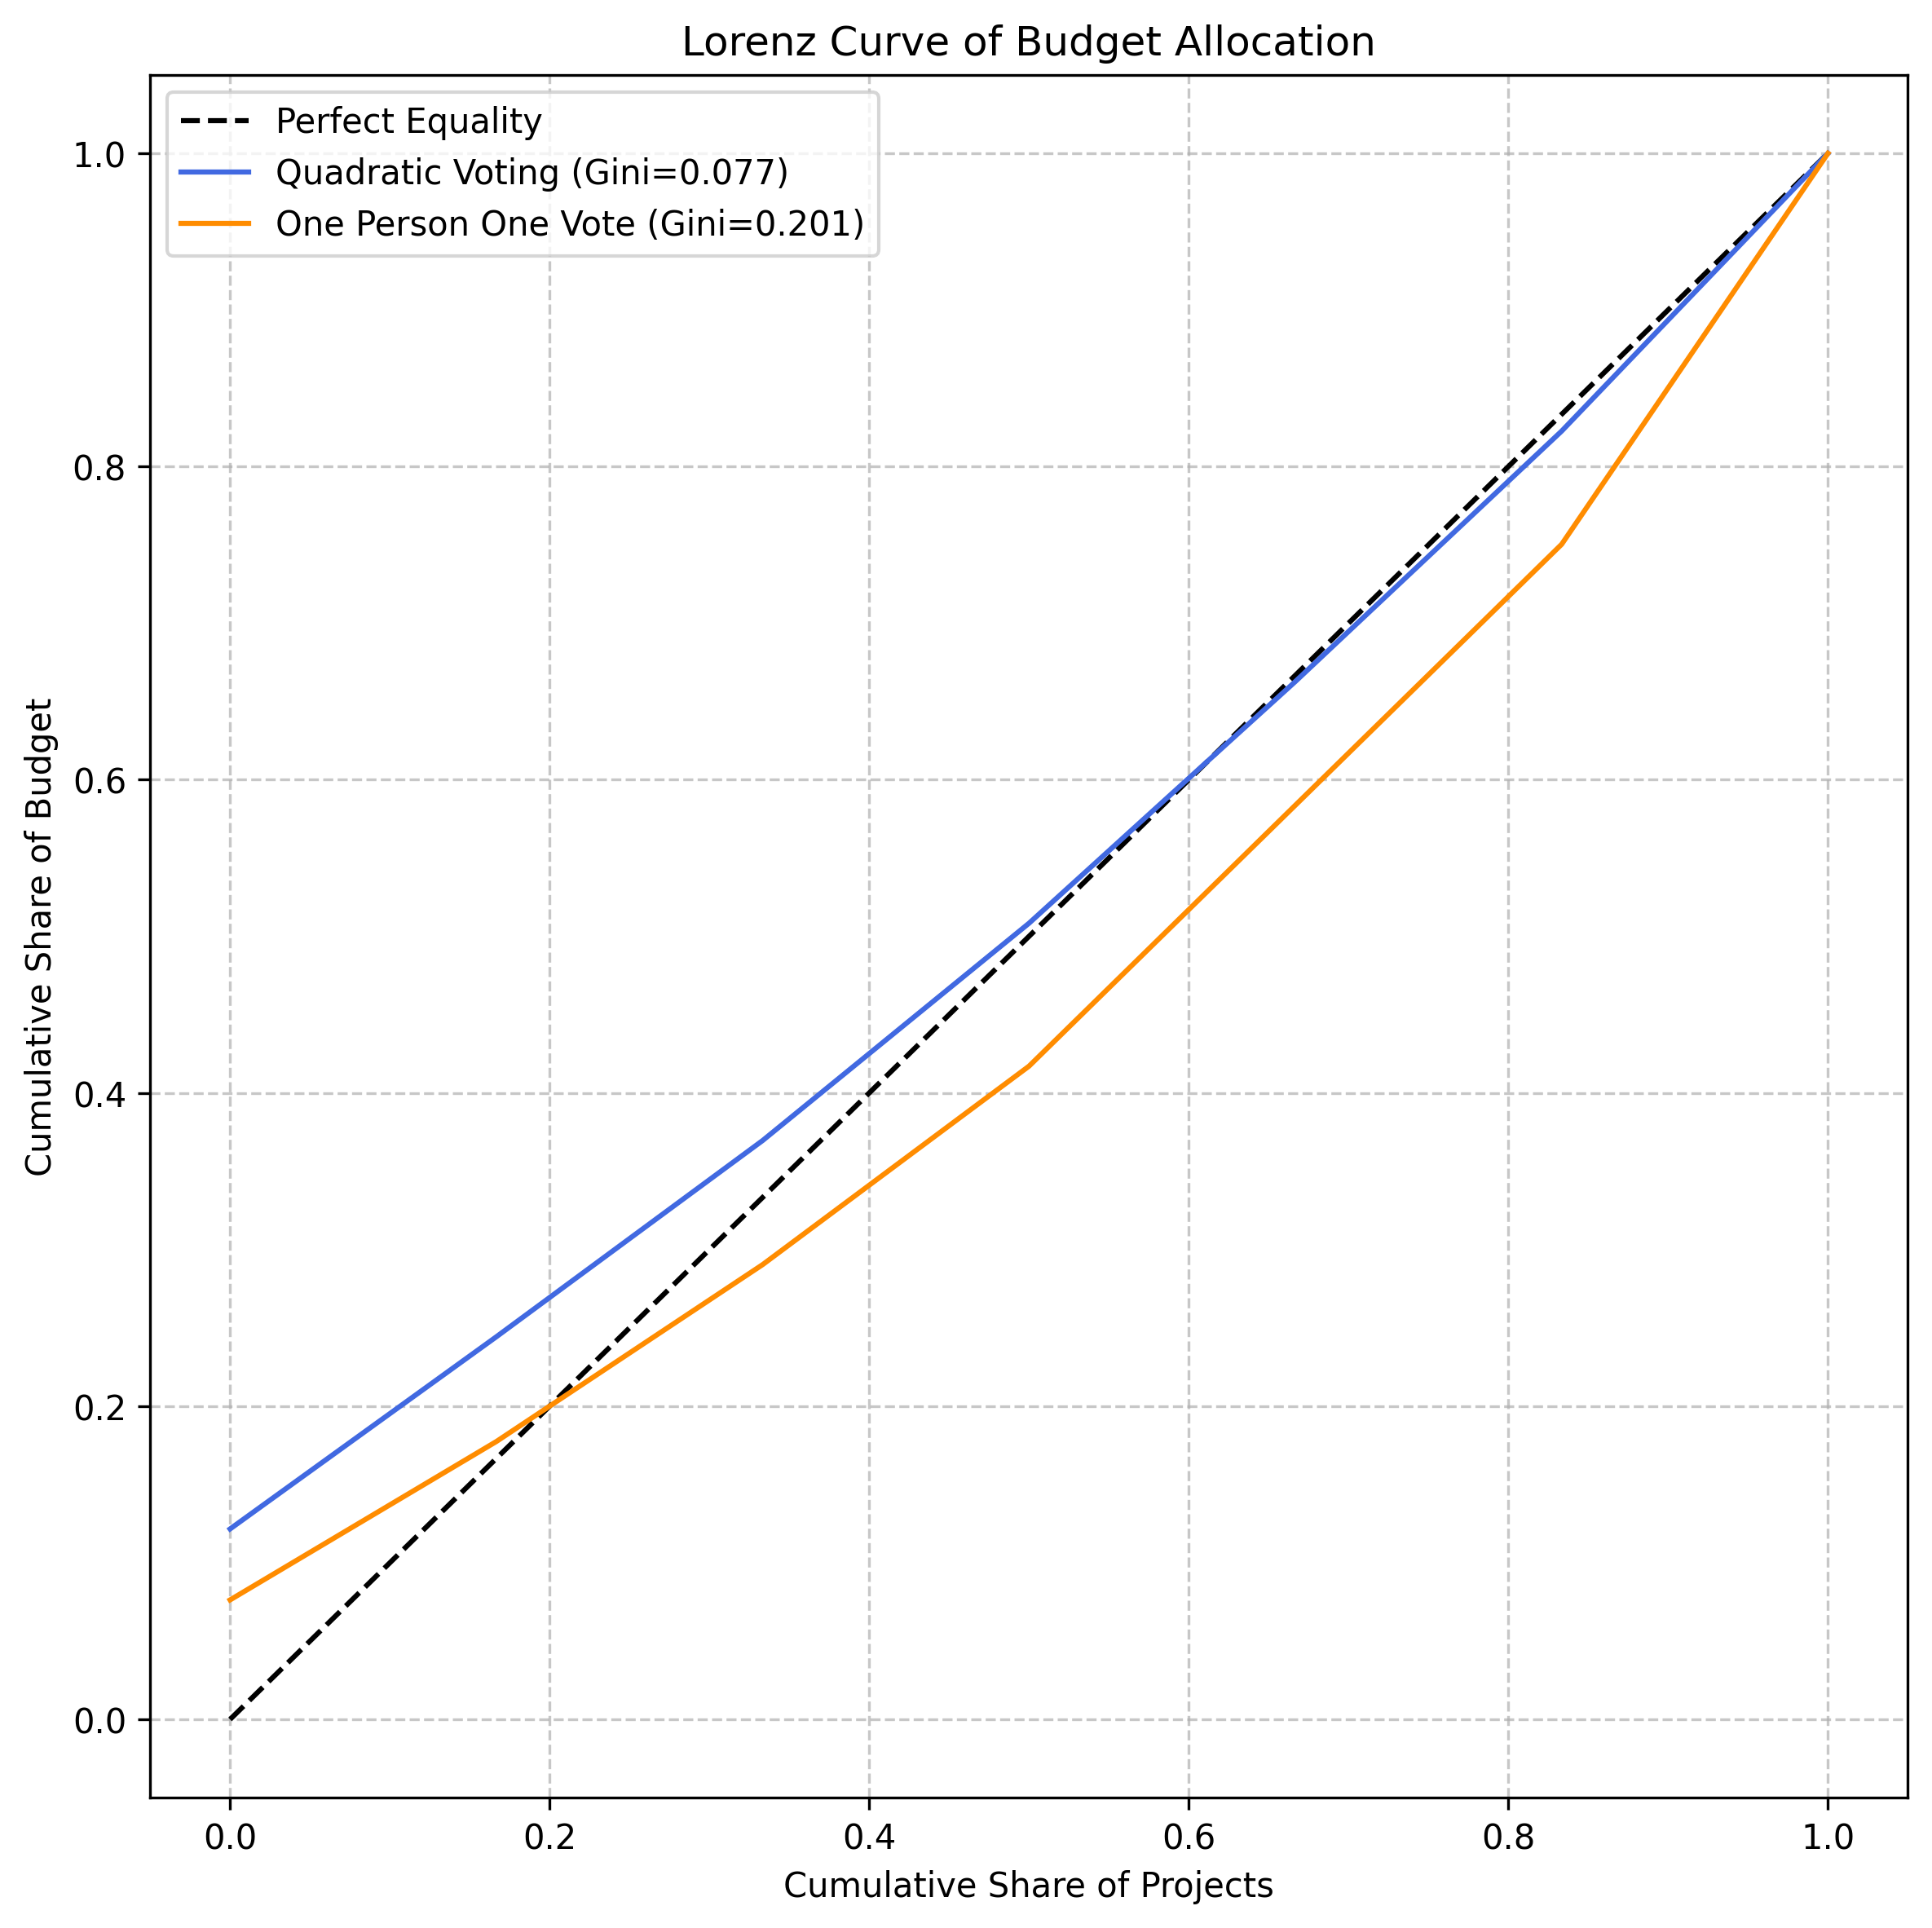 Lorenz Curve of Budget Allocation
Perfect Equality
Quadratic Voting (Gini=0.077)
One Person One Vote (Gini=0.201)
1.0
0.8
0.6
0.4
0.2
0.0
Cumulative Share of Budget
0.0 0.2 0.4 0.6 0.8 1.0
Cumulative Share of Projects